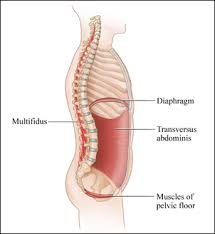 Diaphragm
Multifidus
Transversus
abdominis
Muscles of
pelvic floor